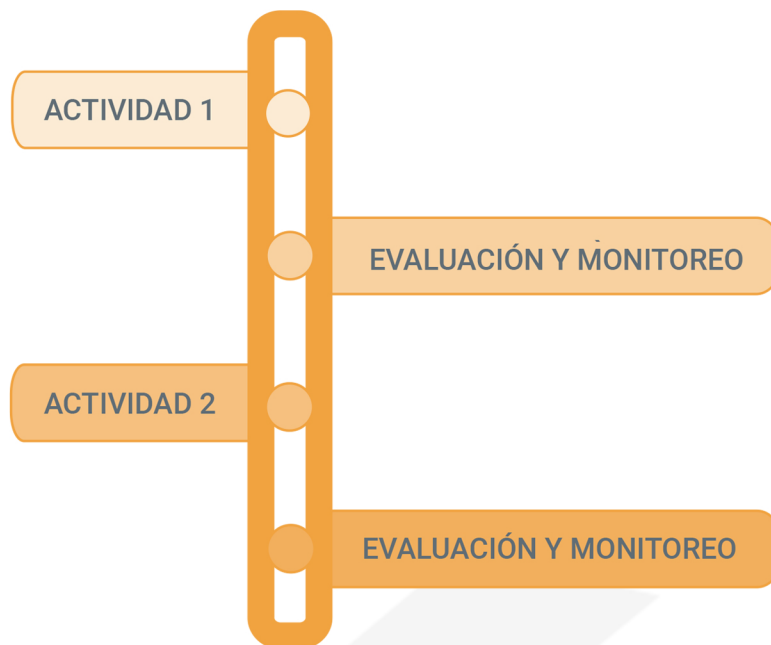 ACTIVIDAD 1
EVALUACIÓN Y MONITOREO
ACTIVIDAD 2
EVALUACIÓN Y MONITOREO